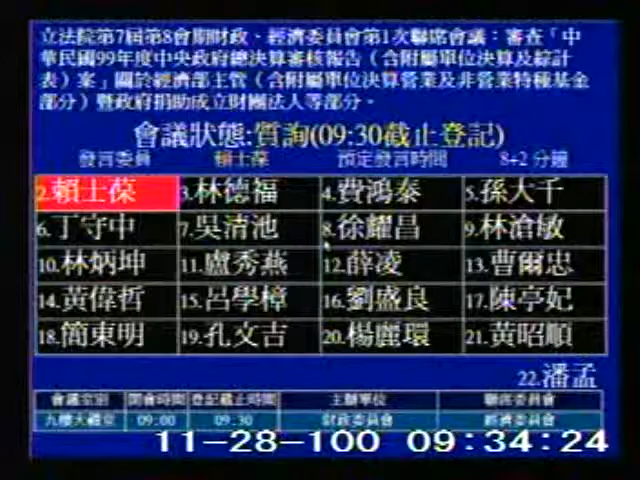 立法院第7屆第8會期財政、經濟委員會第1次聯席會議：審查「中
華民國99年度中央政府總決算審核報告（含附屬單位決算及綜計
表）案」關於經濟部主管（含附屬單位決算營業及非營業特種基金
部分）暨政府捐助成立財團法人等部分。
會議狀態:質詢(09:30截止登記)
發言委員 賴士葆 預定發言時間 8+2 分鐘
2.賴士葆 3.林德福 4.費鴻泰 5.孫大千
6.丁守中 7.吳清池 8.徐耀昌 9.林滄敏
10.林炳坤 11.盧秀燕 12.薛凌 13.曹爾忠
14.黃偉哲 15.呂學樟 16.劉盛良 17.陳亭妃
18.簡東明 19.孔文吉 20.楊麗環 21.黃昭順
22.潘孟
會議室別 開會時間 登記截止時間 主辦單位 聯席委員會
九樓大禮堂 09:00 09:30 財政委員會 經濟委員會
11-28-100 09:34:24